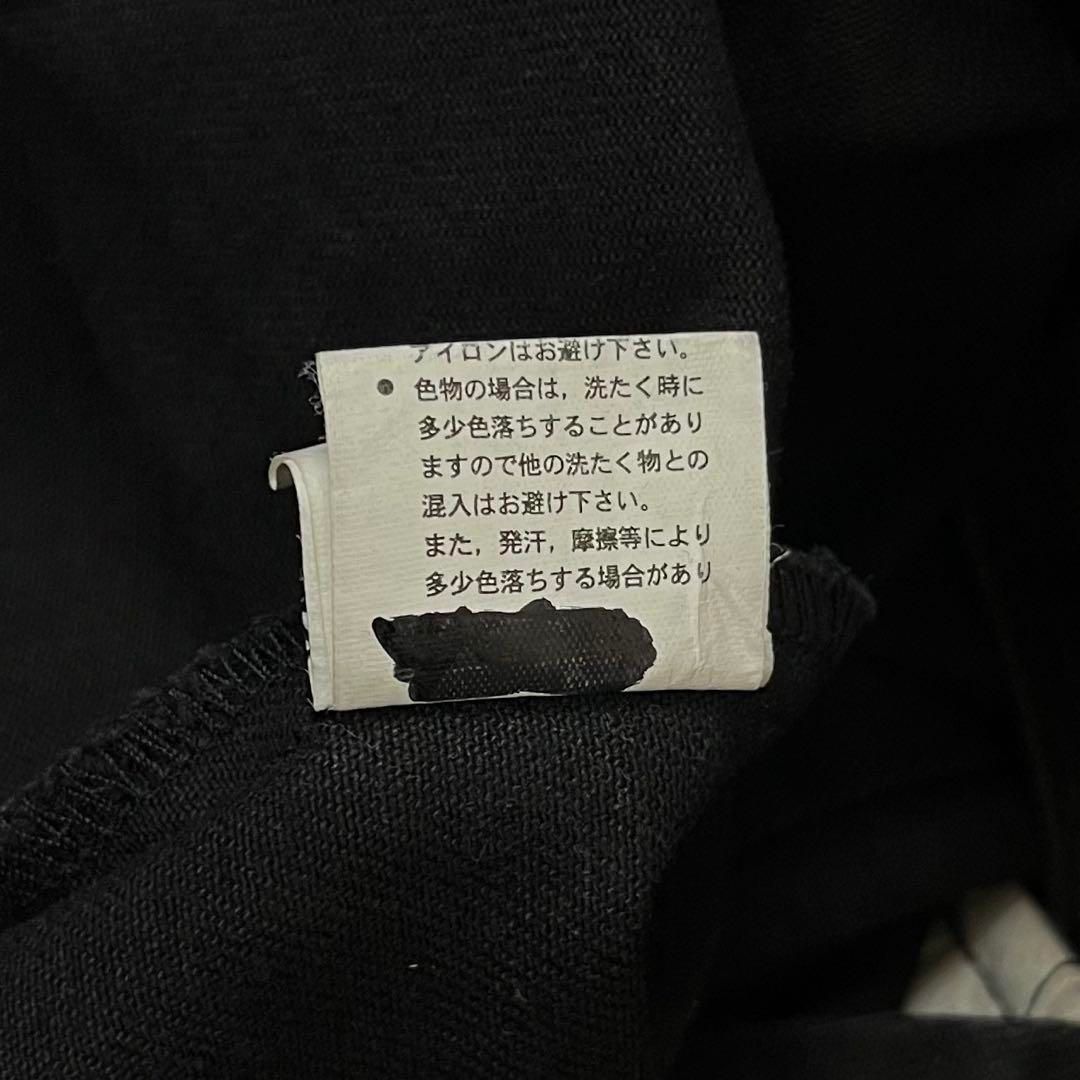 アイロンはお避け下さい。
● 色物の場合は，洗たく時に
多少色落ちすることがあり
ますので他の洗たく物との
混入はお避け下さい。
また，発汗，摩擦等により
多少色落ちする場合があり